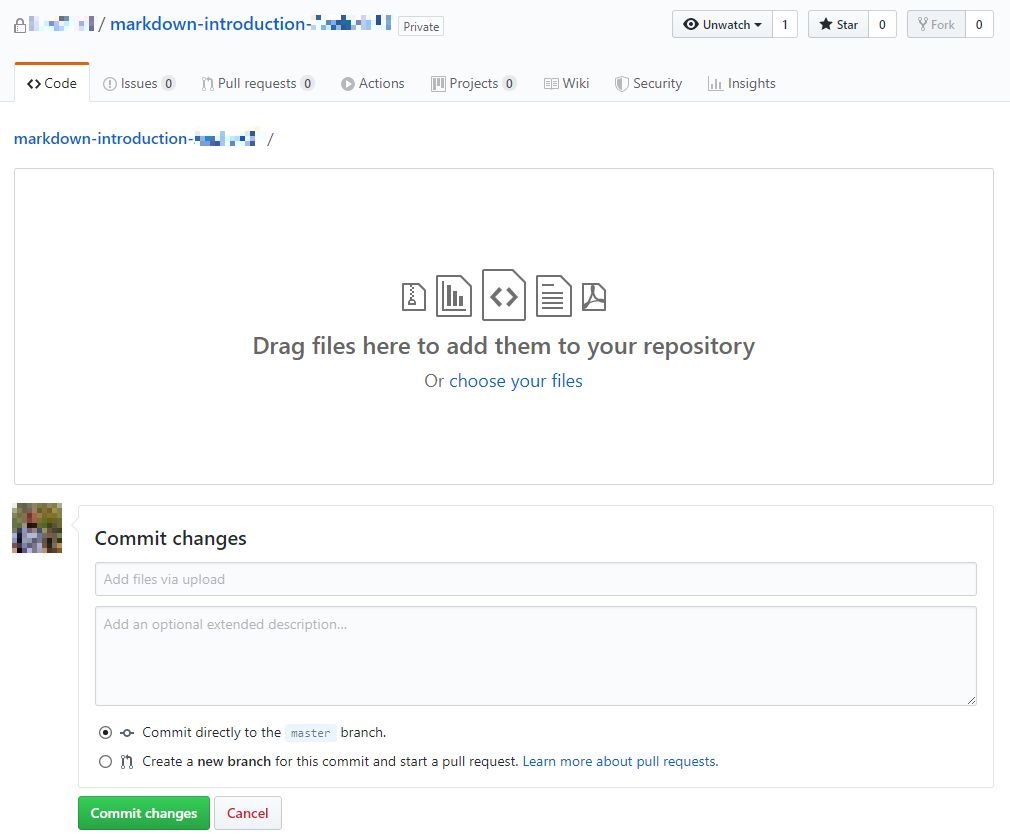 / markdown-introduction- Private Unwatch 1 Star 0 Fork 0
Code Issues 0 Pull requests 0 Actions Projects 0 Wiki Security Insights
markdown-introduction- /
Drag files here to add them to your repository
Or choose your files
Commit changes
Add files via upload
Add an optional extended description...
Commit directly to the master branch.
Create a new branch for this commit and start a pull request. Learn more about pull requests.
Commit changes Cancel